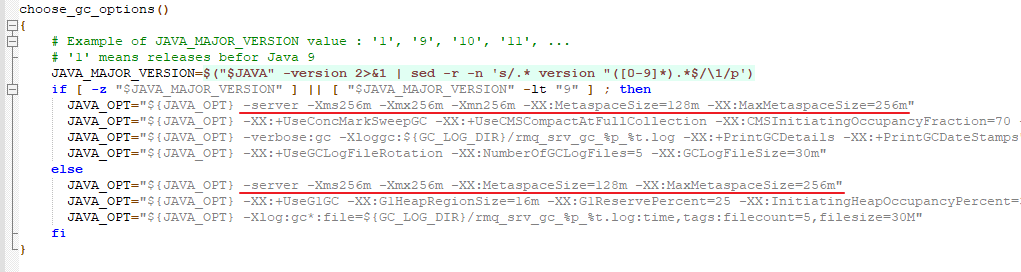 choose_gc_options()
{
# Example of JAVA_MAJOR_VERSION value : '1', '9', '10', '11', ...
# '1' means releases befor Java 9
JAVA_MAJOR_VERSION=$("$JAVA" -version 2>&1 | sed -r -n 's/.* version "([0-9]*).*$/\1/p')
if [ -z "$JAVA_MAJOR_VERSION" ] || [ "$JAVA_MAJOR_VERSION" -lt "9" ] ; then
JAVA_OPT="${JAVA_OPT} -server -Xms256m -Xmx256m -Xmn256m -XX:MetaspaceSize=128m -XX:MaxMetaspaceSize=256m"
JAVA_OPT="${JAVA_OPT} -XX:+UseConcMarkSweepGC -XX:+UseCMSCompactAtFullCollection -XX:CMSInitiatingOccupancyFraction=70 -
JAVA_OPT="${JAVA_OPT} -verbose:gc -Xloggc:${GC_LOG_DIR}/rmq_srv_gc_%p_%t.log -XX:+PrintGCDetails -XX:+PrintGCDateStamps
JAVA_OPT="${JAVA_OPT} -XX:+UseGCLogFileRotation -XX:NumberOfGCLogFiles=5 -XX:GCLogFileSize=30m"
else
JAVA_OPT="${JAVA_OPT} -server -Xms256m -Xmx256m -XX:MetaspaceSize=128m -XX:MaxMetaspaceSize=256m"
JAVA_OPT="${JAVA_OPT} -XX:+UseG1GC -XX:G1HeapRegionSize=16m -XX:G1ReservePercent=25 -XX:InitiatingHeapOccupancyPercent=
JAVA_OPT="${JAVA_OPT} -Xlog:gc*:file=${GC_LOG_DIR}/rmq_srv_gc_%p_%t.log:time,tags:filecount=5,filesize=30M"
fi
}